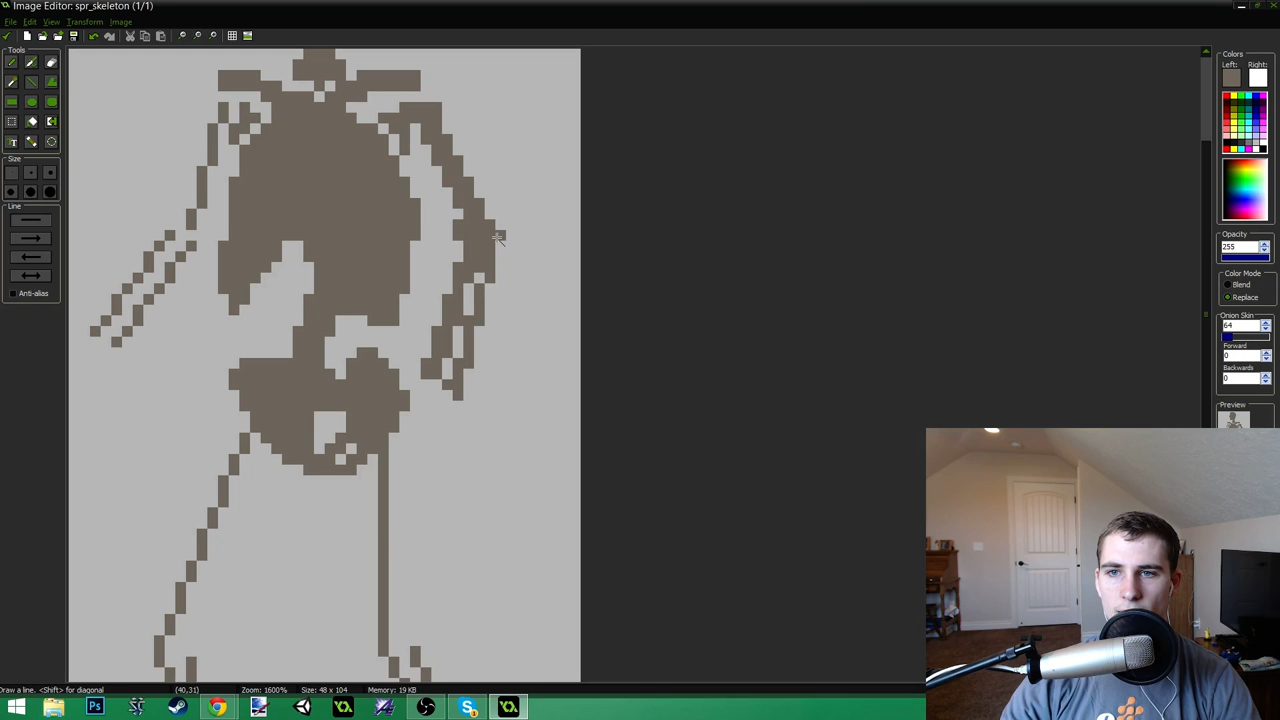 Image Editor: spr_skeleton (1/1)
File Edit View Transform Image
Tools
Size
Line
Anti-alias
Colors
Left: Right:
Opacity
255
Color Mode
Blend
Replace
Onion Skin
64
Forward
0
Backwards
0
Preview
Draw a line. <Shift> for diagonal (40,31) Zoom: 1600% Size: 48 x 104 Memory: 19 KB